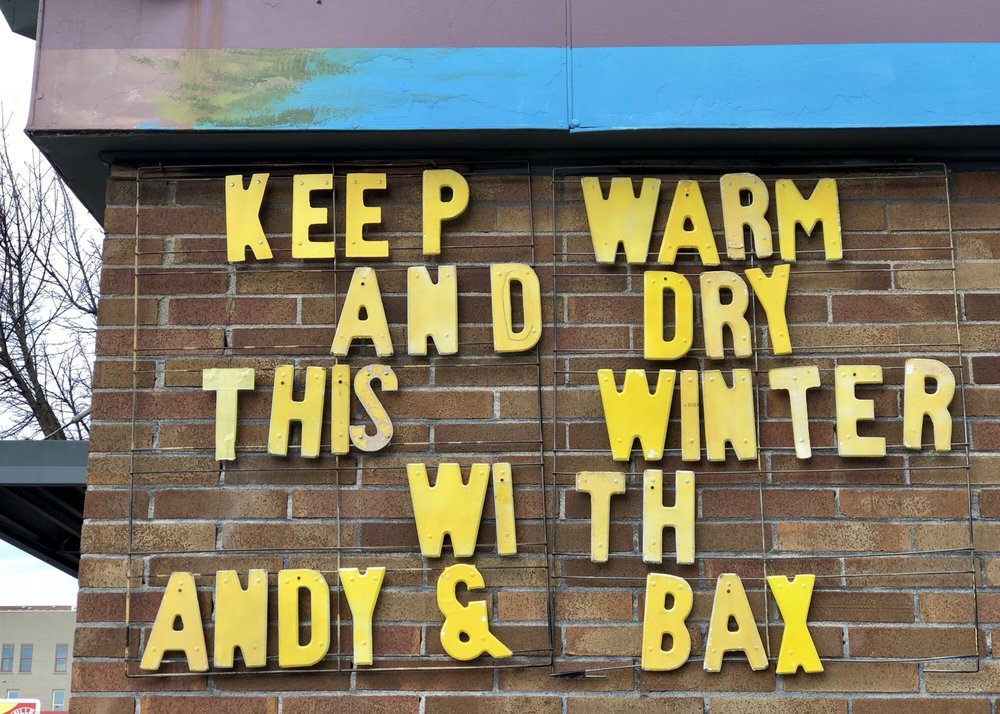 KEEP WARM
AND DRY
THIS WINTER
WITH
ANDY & BAX